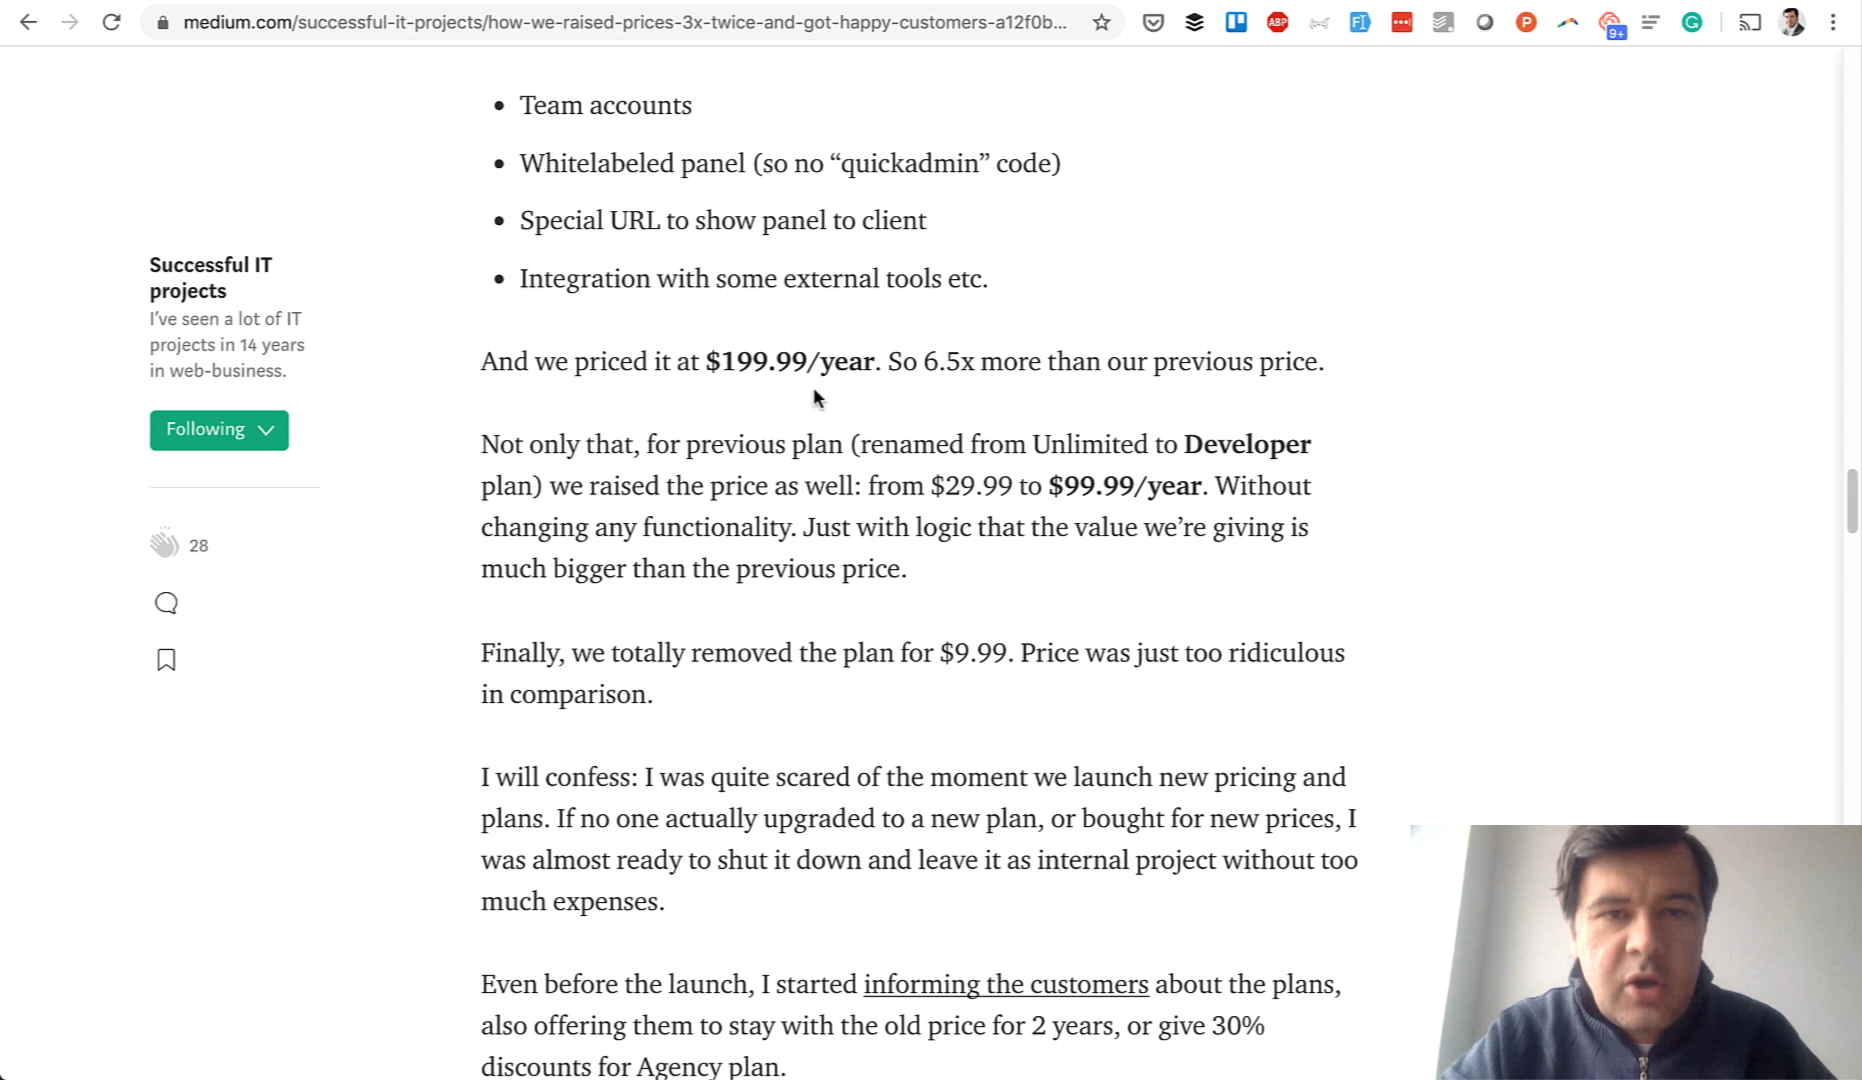 medium.com/successful-it-projects/how-we-raised-prices-3x-twice-and-got-happy-customers-a12f0b...
ABP
P
9+
G
• Team accounts
• Whitelabeled panel (so no “quickadmin” code)
• Special URL to show panel to client
• Integration with some external tools etc.
Successful IT
projects
I’ve seen a lot of IT
projects in 14 years
in web-business.
Following
28
And we priced it at $199.99/year. So 6.5x more than our previous price.
Not only that, for previous plan (renamed from Unlimited to Developer
plan) we raised the price as well: from $29.99 to $99.99/year. Without
changing any functionality. Just with logic that the value we’re giving is
much bigger than the previous price.
Finally, we totally removed the plan for $9.99. Price was just too ridiculous
in comparison.
I will confess: I was quite scared of the moment we launch new pricing and
plans. If no one actually upgraded to a new plan, or bought for new prices, I
was almost ready to shut it down and leave it as internal project without too
much expenses.
Even before the launch, I started informing the customers about the plans,
also offering them to stay with the old price for 2 years, or give 30%
discounts for Agency plan.